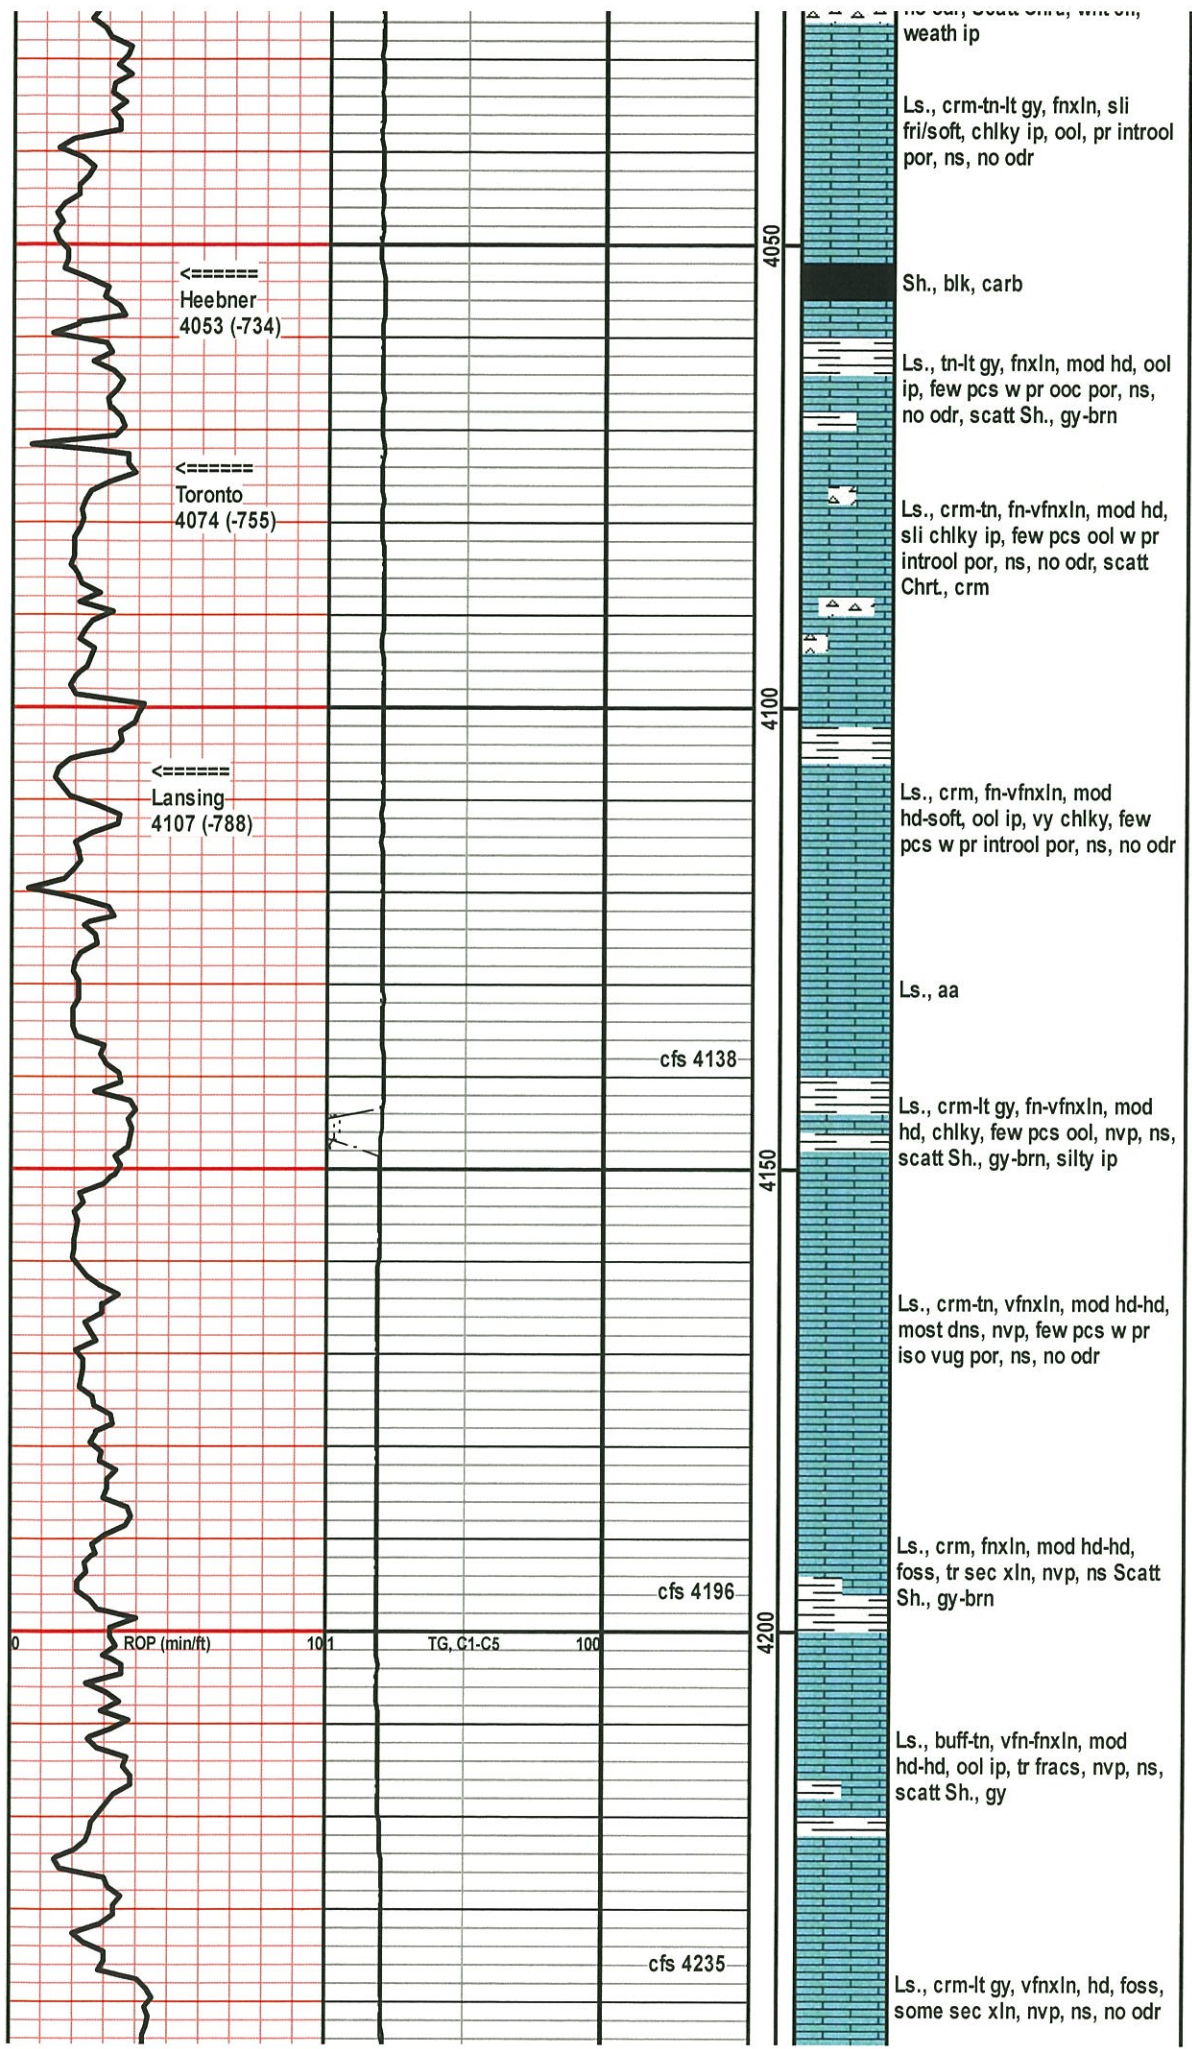 weath ip
Ls., crm-tn-lt gy, fnxln, sli
fri/soft, chlky ip, ool, pr introol
por, ns, no odr
4050
<======
Heebner
4053 (-734)
Sh., blk, carb
Ls., tn-lt gy, fnxln, mod hd, ool
ip, few pcs w pr ooc por, ns,
no odr, scatt Sh., gy-brn
<======
Toronto
4074 (-755)
Ls., crm-tn, fn-vfnxln, mod hd,
sli chlky ip, few pcs ool w pr
introol por, ns, no odr, scatt
Chrt., crm
4100
<======
Lansing
4107 (-788)
Ls., crm, fn-vfnxln, mod
hd-soft, ool ip, vy chlky, few
pcs w pr introol por, ns, no odr
Ls., aa
cfs 4138
Ls., crm-lt gy, fn-vfnxln, mod
hd, chlky, few pcs ool, nvp, ns,
scatt Sh., gy-brn, silty ip
4150
Ls., crm-tn, vfnxln, mod hd-hd,
most dns, nvp, few pcs w pr
iso vug por, ns, no odr
Ls., crm, fnxln, mod hd-hd,
foss, tr sec xln, nvp, ns Scatt
Sh., gy-brn
cfs 4196
4200
0 ROP (min/ft) 10 1 TG, C1-C5 100
Ls., buff-tn, vfn-fnxln, mod
hd-hd, ool ip, tr fracs, nvp, ns,
scatt Sh., gy
cfs 4235
Ls., crm-lt gy, vfnxln, hd, foss,
some sec xln, nvp, ns, no odr